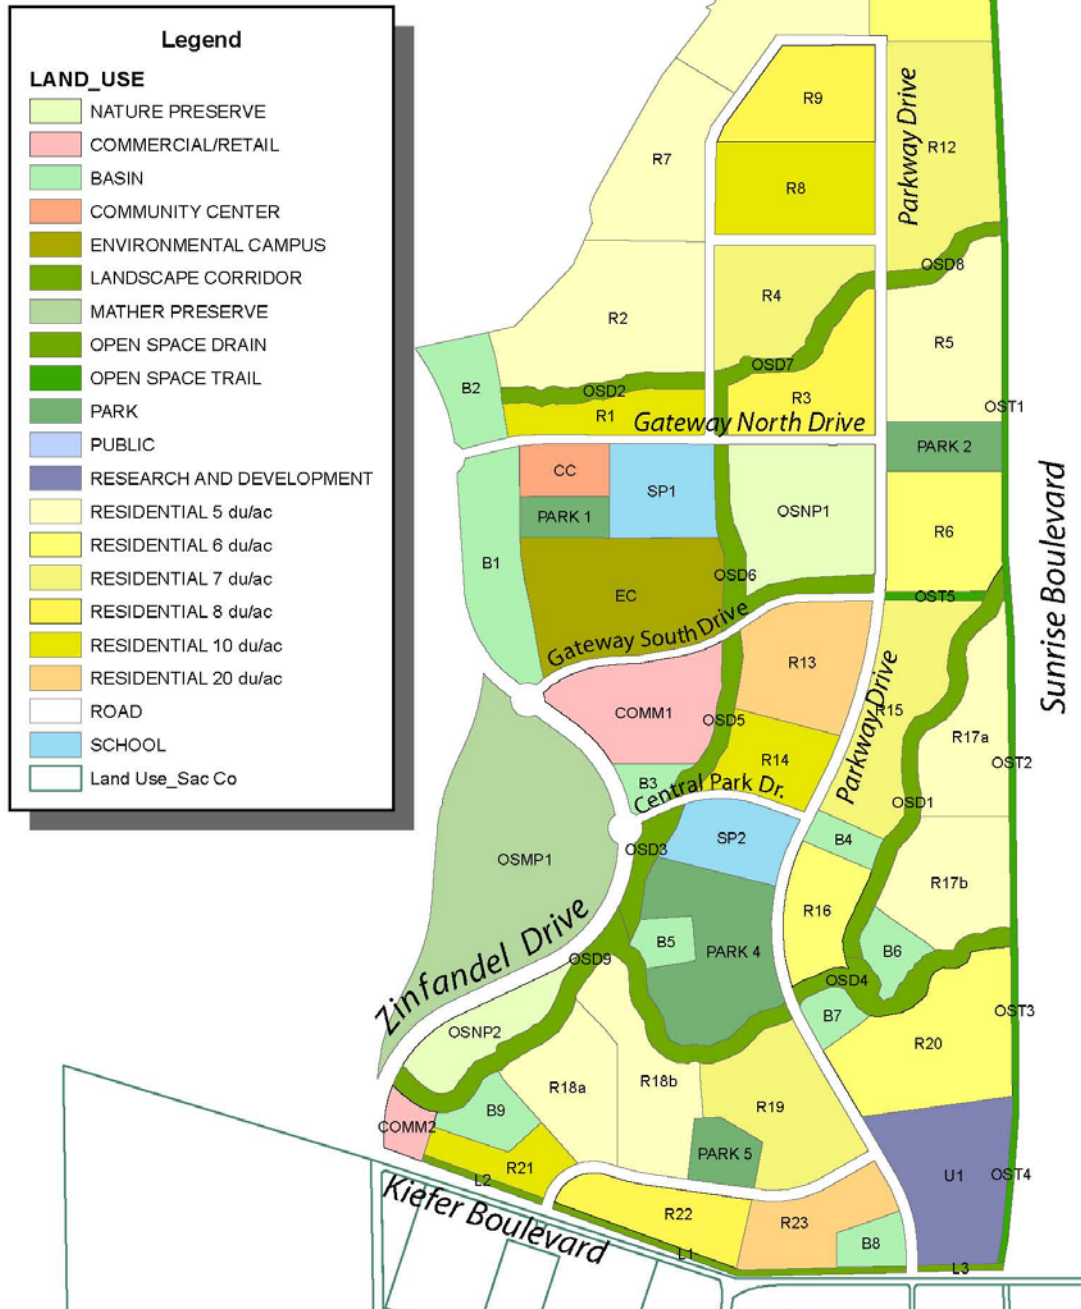 Legend
LAND_USE
NATURE PRESERVE
COMMERCIAL/RETAIL
BASIN
COMMUNITY CENTER
ENVIRONMENTAL CAMPUS
LANDSCAPE CORRIDOR
MATHER PRESERVE
OPEN SPACE DRAIN
OPEN SPACE TRAIL
PARK
PUBLIC
RESEARCH AND DEVELOPMENT
RESIDENTIAL 5 du/ac
RESIDENTIAL 6 du/ac
RESIDENTIAL 7 du/ac
RESIDENTIAL 8 du/ac
RESIDENTIAL 10 du/ac
RESIDENTIAL 20 du/ac
ROAD
SCHOOL
Land Use_Sac Co
R9
Parkway Drive
R12
R7
R8
OSD8
R4
R2
R5
OSD7
B2
OSD2
R3
OST1
R1
Gateway North Drive
PARK 2
CC
SP1
OSNP1
PARK 1
R6
Sunrise Boulevard
B1
OSD6
EC
OST5
Gateway South Drive
R13
Parkway Drive
R15
COMM1
OSD5
R17a
R14
OST2
B3
Central Park Dr.
OSD1
SP2
B4
OSD3
OSMP1
R17b
R16
Zinfandel Drive
B5
PARK 4
B6
OSD9
OSD4
OST3
B7
OSNP2
R20
R18a
R18b
B9
R19
COMM2
PARK 5
R21
U1
OST4
L2
Kiefer Boulevard
R22
R23
B8
L1
L3